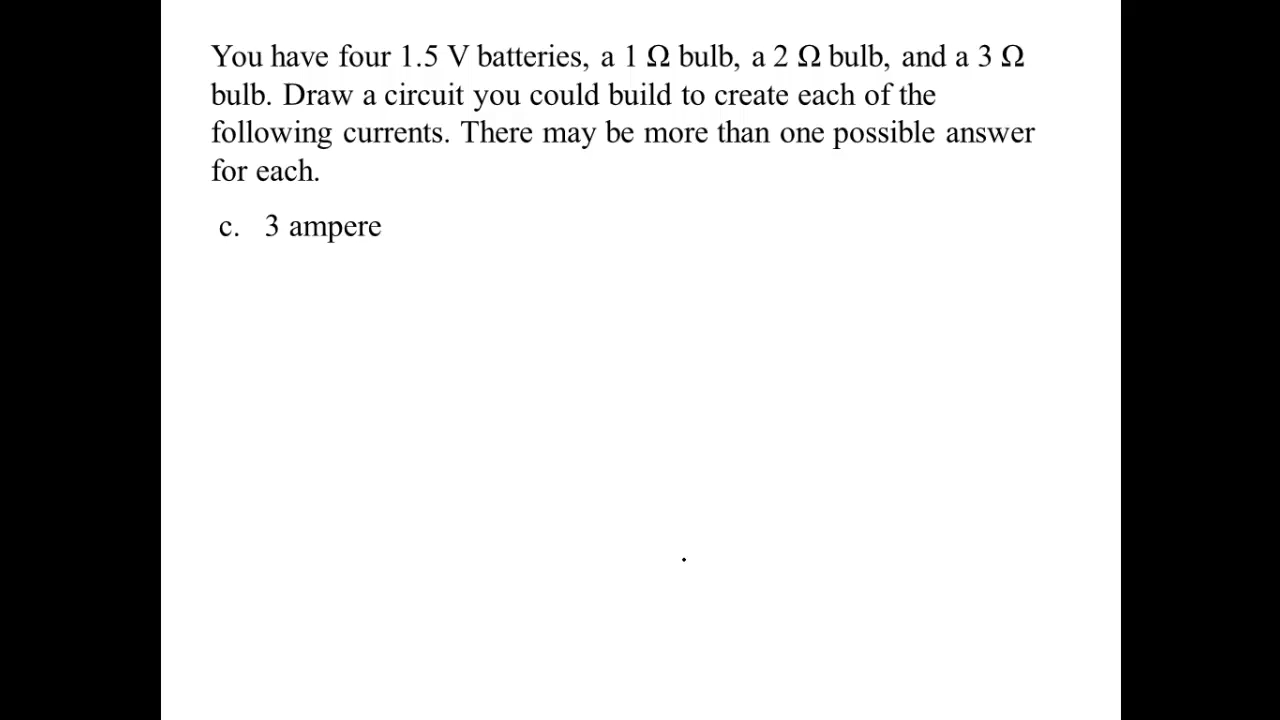 You have four 1.5 V batteries, a 1 Ω bulb, a 2 Ω bulb, and a 3 Ω
bulb. Draw a circuit you could build to create each of the
following currents. There may be more than one possible answer
for each.
c. 3 ampere